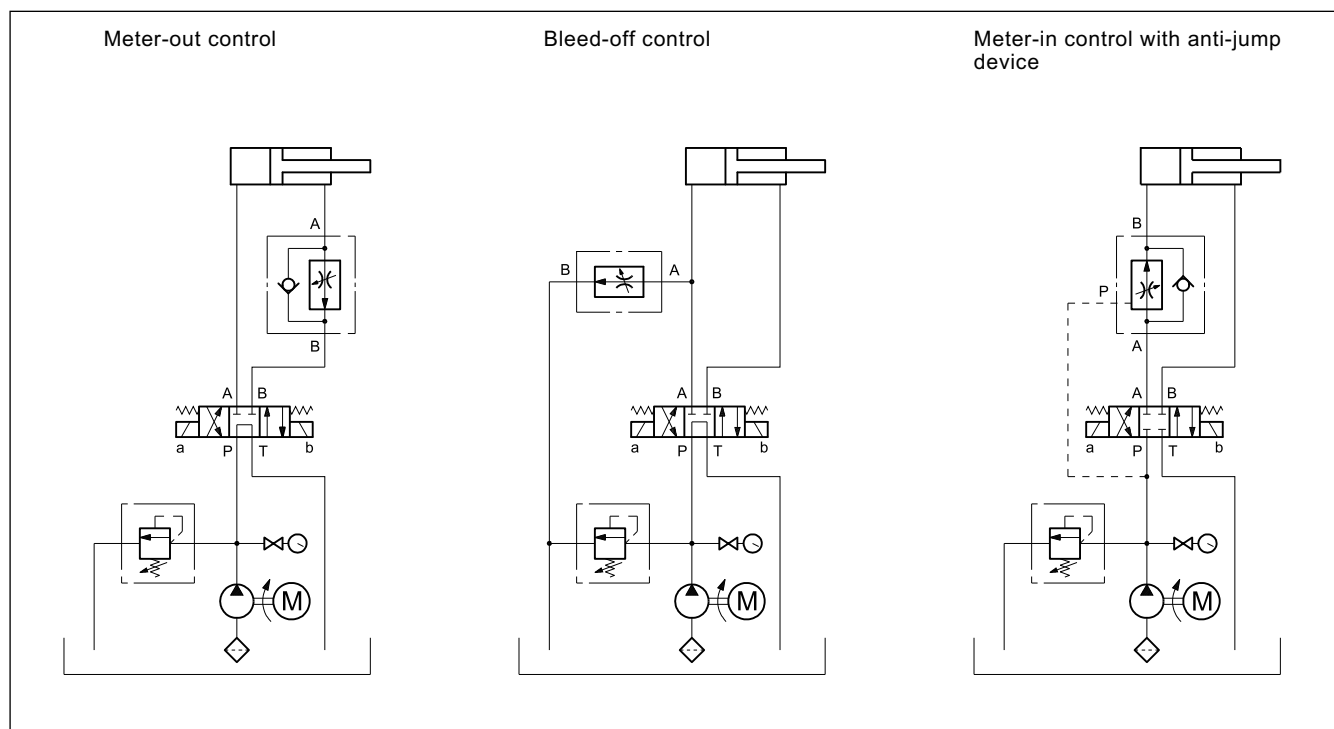 Meter-out control
Bleed-off control
Meter-in control with anti-jump
device
A
B
A B
a P T b
M
B A
A B
a P T b
M
B
P
A
A B
a P T b
M